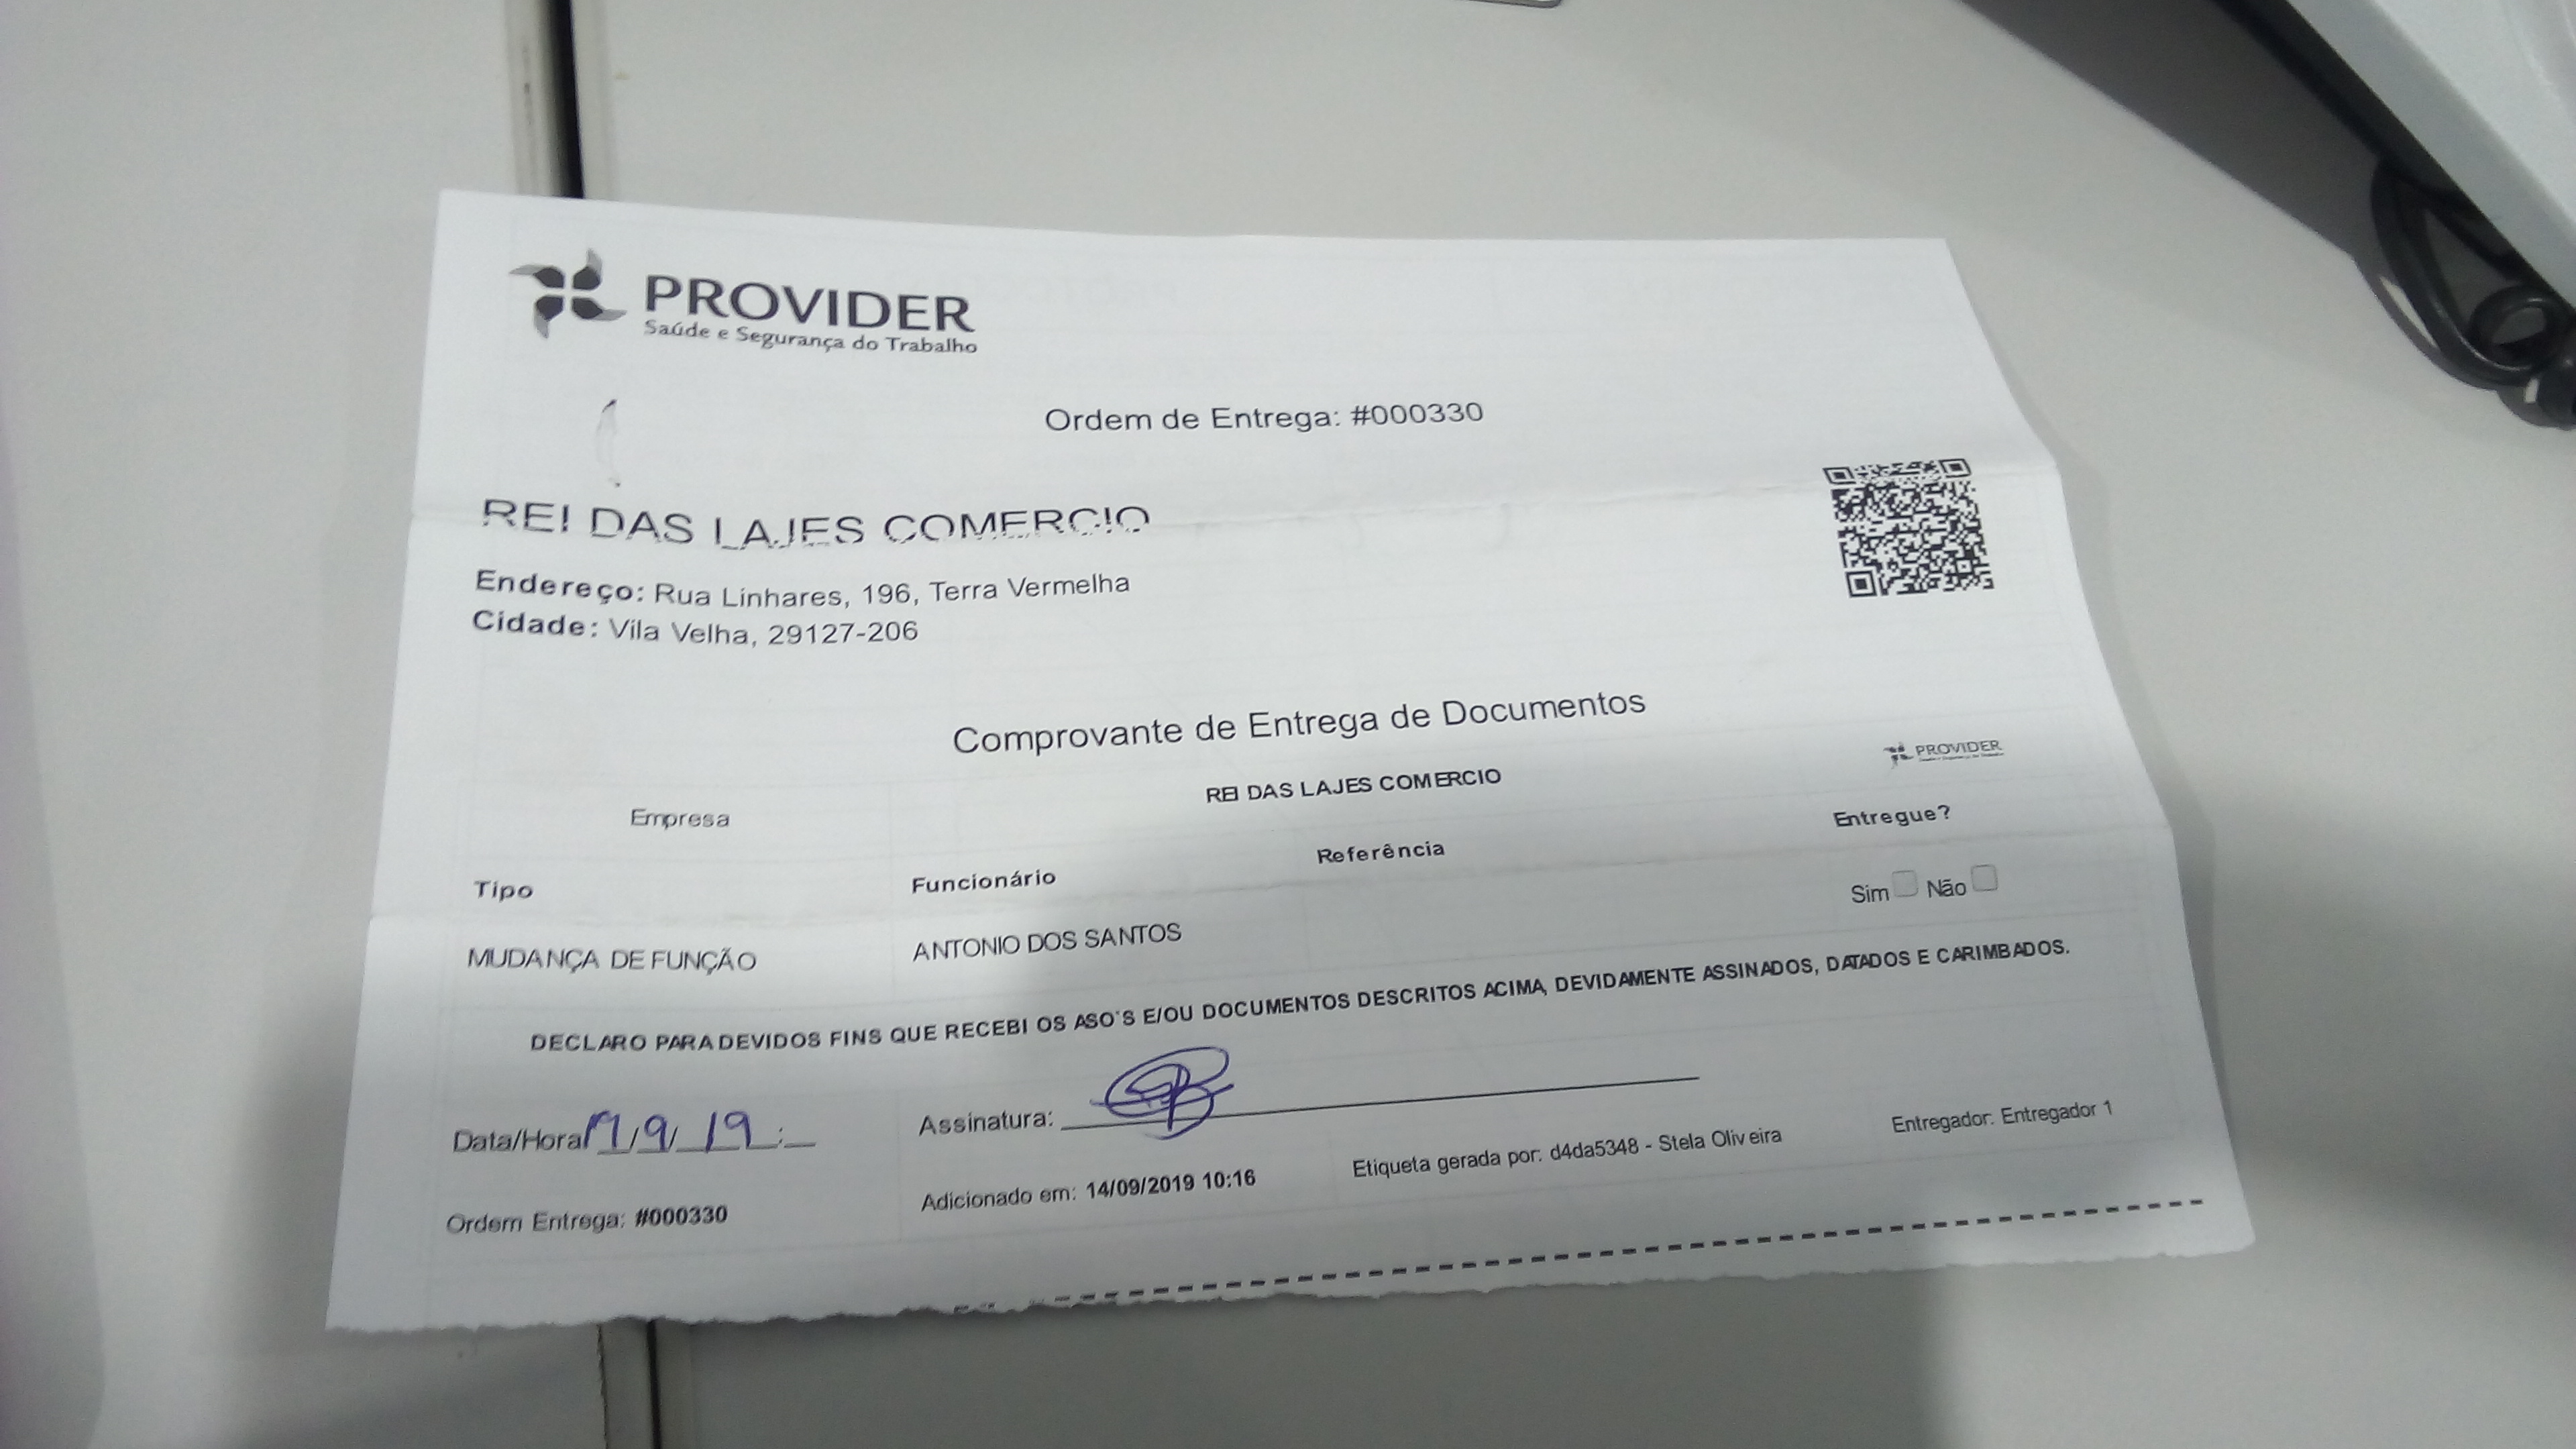 PROVIDER
Saúde e Segurança do Trabalho
Ordem de Entrega: #000330
REI DAS LAJES COMERCIO
Endereço: Rua Linhares, 196, Terra Vermelha
Cidade: Vila Velha, 29127-206
Comprovante de Entrega de Documentos
PROVIDER
Empresa REI DAS LAJES COMERCIO
Tipo Funcionário Referência Entregue?
MUDANÇA DE FUNÇÃO ANTONIO DOS SANTOS Sim Não
DECLARO PARA DEVIDOS FINS QUE RECEBI OS ASO'S E/OU DOCUMENTOS DESCRITOS ACIMA, DEVIDAMENTE ASSINADOS, DATADOS E CARIMBADOS.
Data/Hora /9/ 19 : Assinatura:
Ordem Entrega: #000330 Adicionado em: 14/09/2019 10:16 Etiqueta gerada por: d4da5348 - Stela Oliveira Entregador: Entregador 1